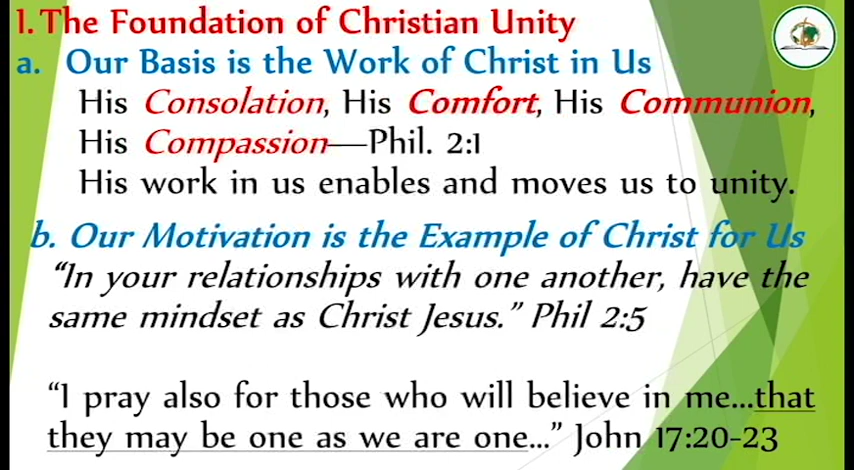 1. The Foundation of Christian Unity
a. Our Basis is the Work of Christ in Us
His Consolation, His Comfort, His Communion,
His Compassion—Phil. 2:1
His work in us enables and moves us to unity.
b. Our Motivation is the Example of Christ for Us
“In your relationships with one another, have the
same mindset as Christ Jesus.” Phil 2:5
“I pray also for those who will believe in me...that
they may be one as we are one...” John 17:20-23